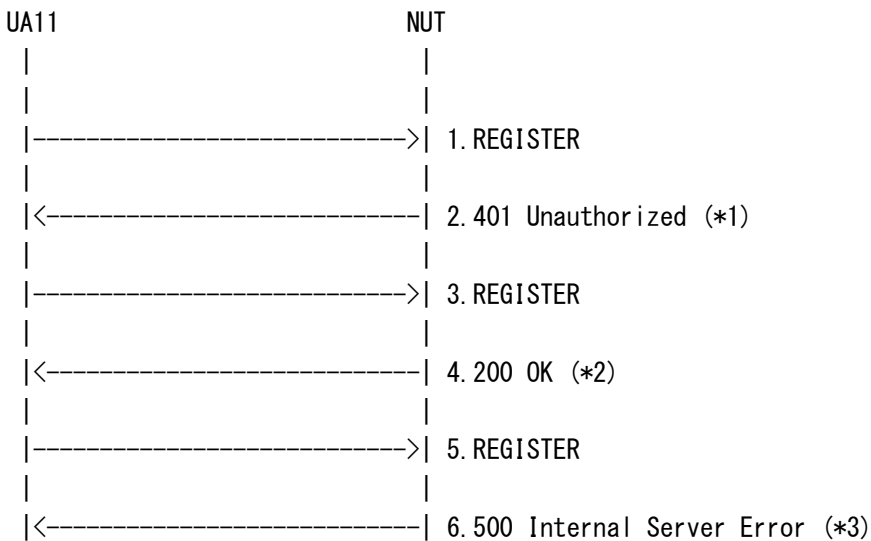 UA11 NUT
| |
| |
|---------------------------->| 1.REGISTER
| |
|<----------------------------| 2.401 Unauthorized (*1)
| |
|---------------------------->| 3.REGISTER
| |
|<----------------------------| 4.200 OK (*2)
| |
|---------------------------->| 5.REGISTER
| |
|<----------------------------| 6.500 Internal Server Error (*3)